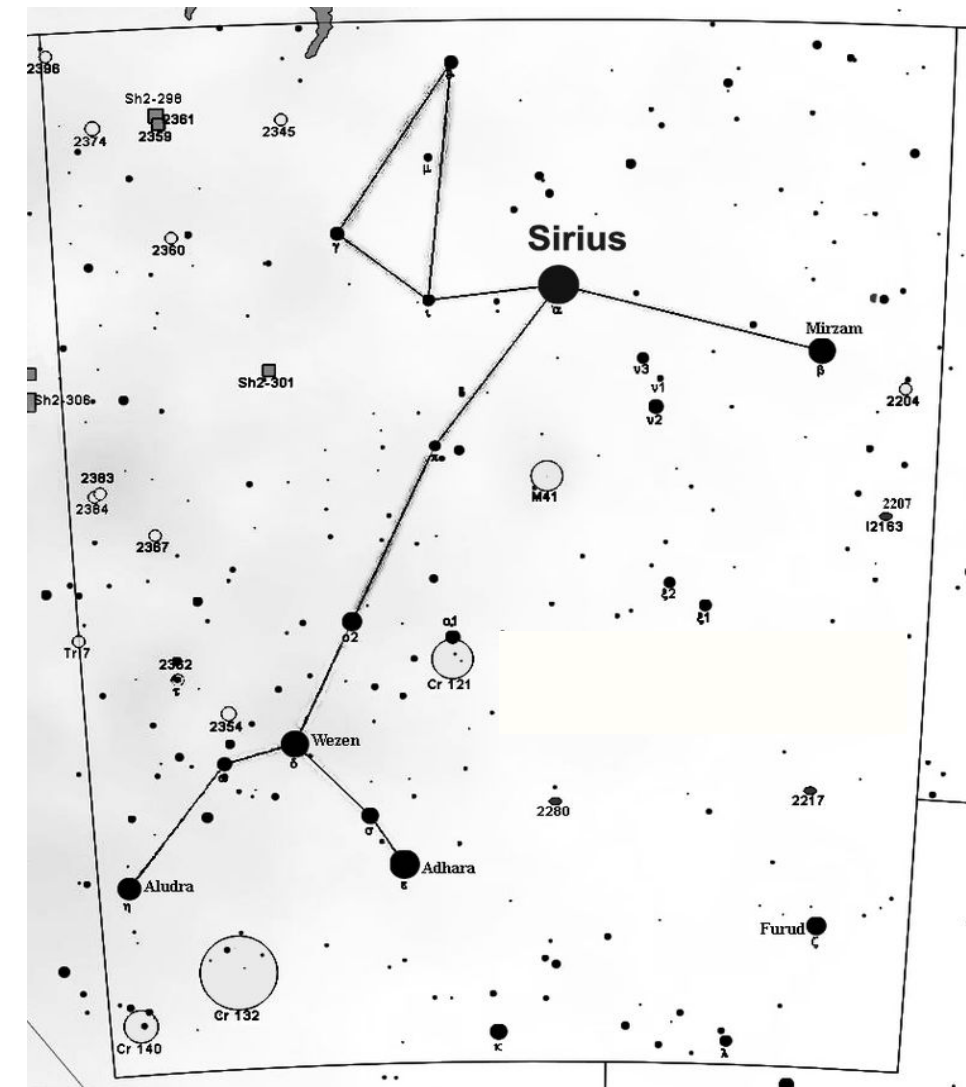 2396
Sh2-298
2361
2359
2374
2345
μ
γ
2360
Sirius
ι
α
Mirzam
β
Sh2-301
ν3
ν1
ν2
2204
Sh2-306
π
M41
2383
2384
2207
I2163
2367
ξ2
ξ1
ο2
ο1
Tr 7
2362
τ
Cr 121
2354
Wezen
δ
ω
2280
2217
σ
Adhara
ε
Aludra
η
Furud
ζ
Cr 132
Cr 140
κ
λ